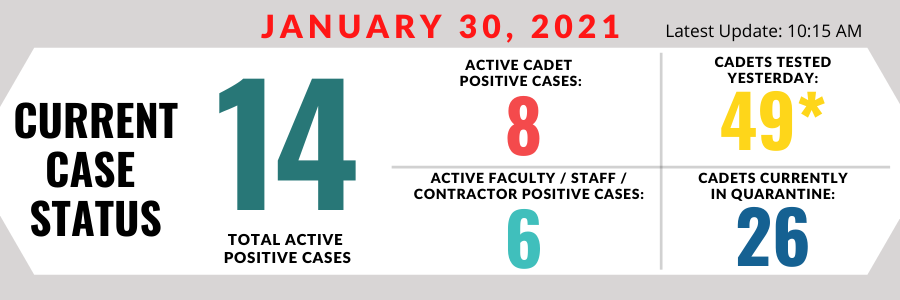 JANUARY 30, 2021
Latest Update: 10:15 AM
CURRENT
CASE
STATUS
14
TOTAL ACTIVE
POSITIVE CASES
ACTIVE CADET
POSITIVE CASES:
8
ACTIVE FACULTY / STAFF /
CONTRACTOR POSITIVE CASES:
6
CADETS TESTED
YESTERDAY:
49*
CADETS CURRENTLY
IN QUARANTINE:
26